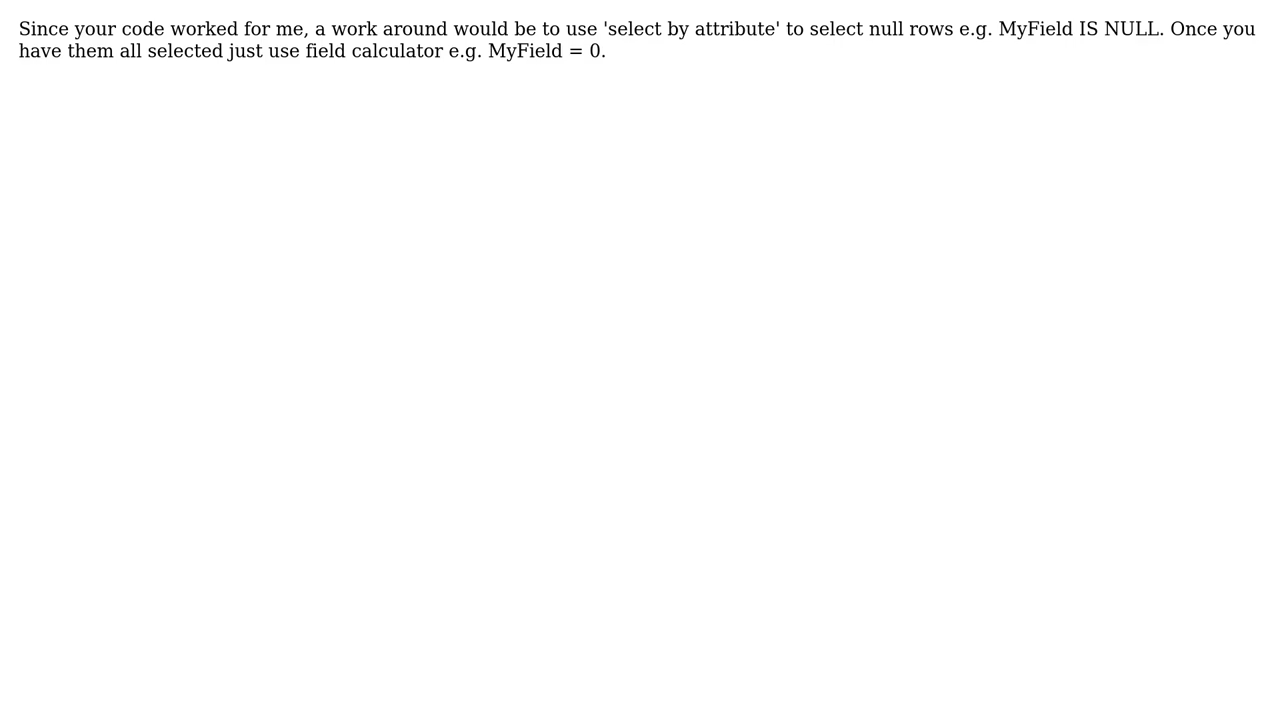 Since your code worked for me, a work around would be to use 'select by attribute' to select null rows e.g. MyField IS NULL. Once you
have them all selected just use field calculator e.g. MyField = 0.